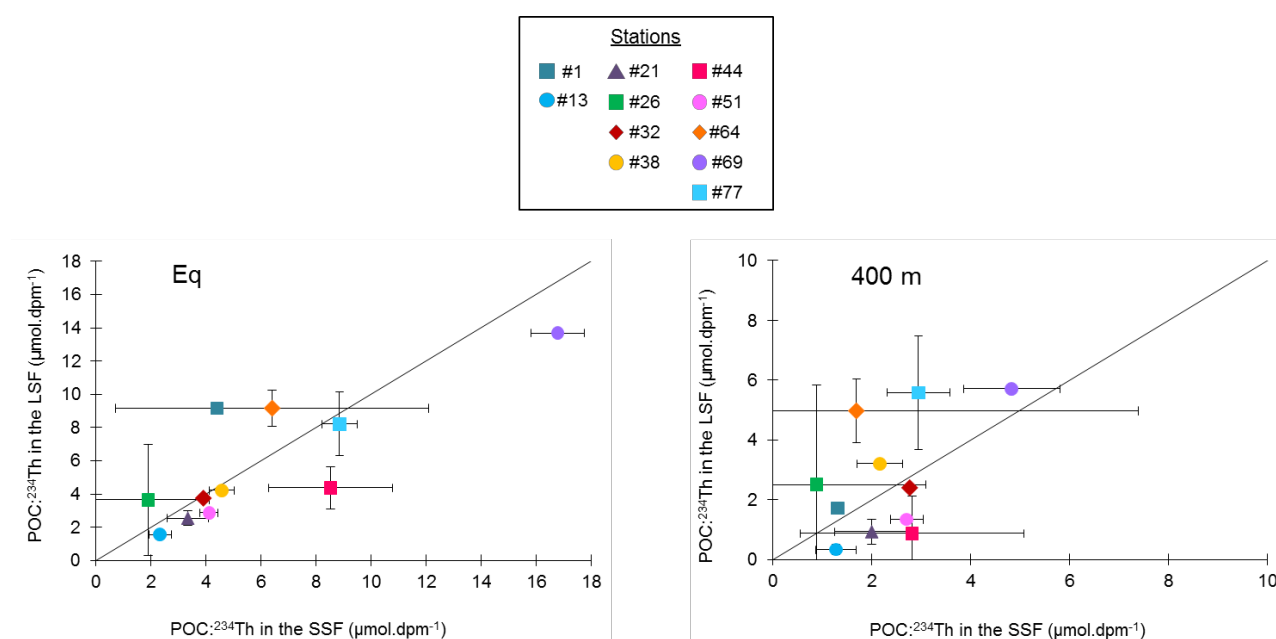 Stations
#1 #21 #44
#13 #26 #51
#32 #64
#38 #69
#77
Eq
POC:²³⁴Th in the LSF (µmol.dpm⁻¹)
18
16
14
12
10
8
6
4
2
0
0 2 4 6 8 10 12 14 16 18
POC:²³⁴Th in the SSF (µmol.dpm⁻¹)
400 m
POC:²³⁴Th in the LSF (µmol.dpm⁻¹)
10
8
6
4
2
0
0 2 4 6 8 10
POC:²³⁴Th in the SSF (µmol.dpm⁻¹)